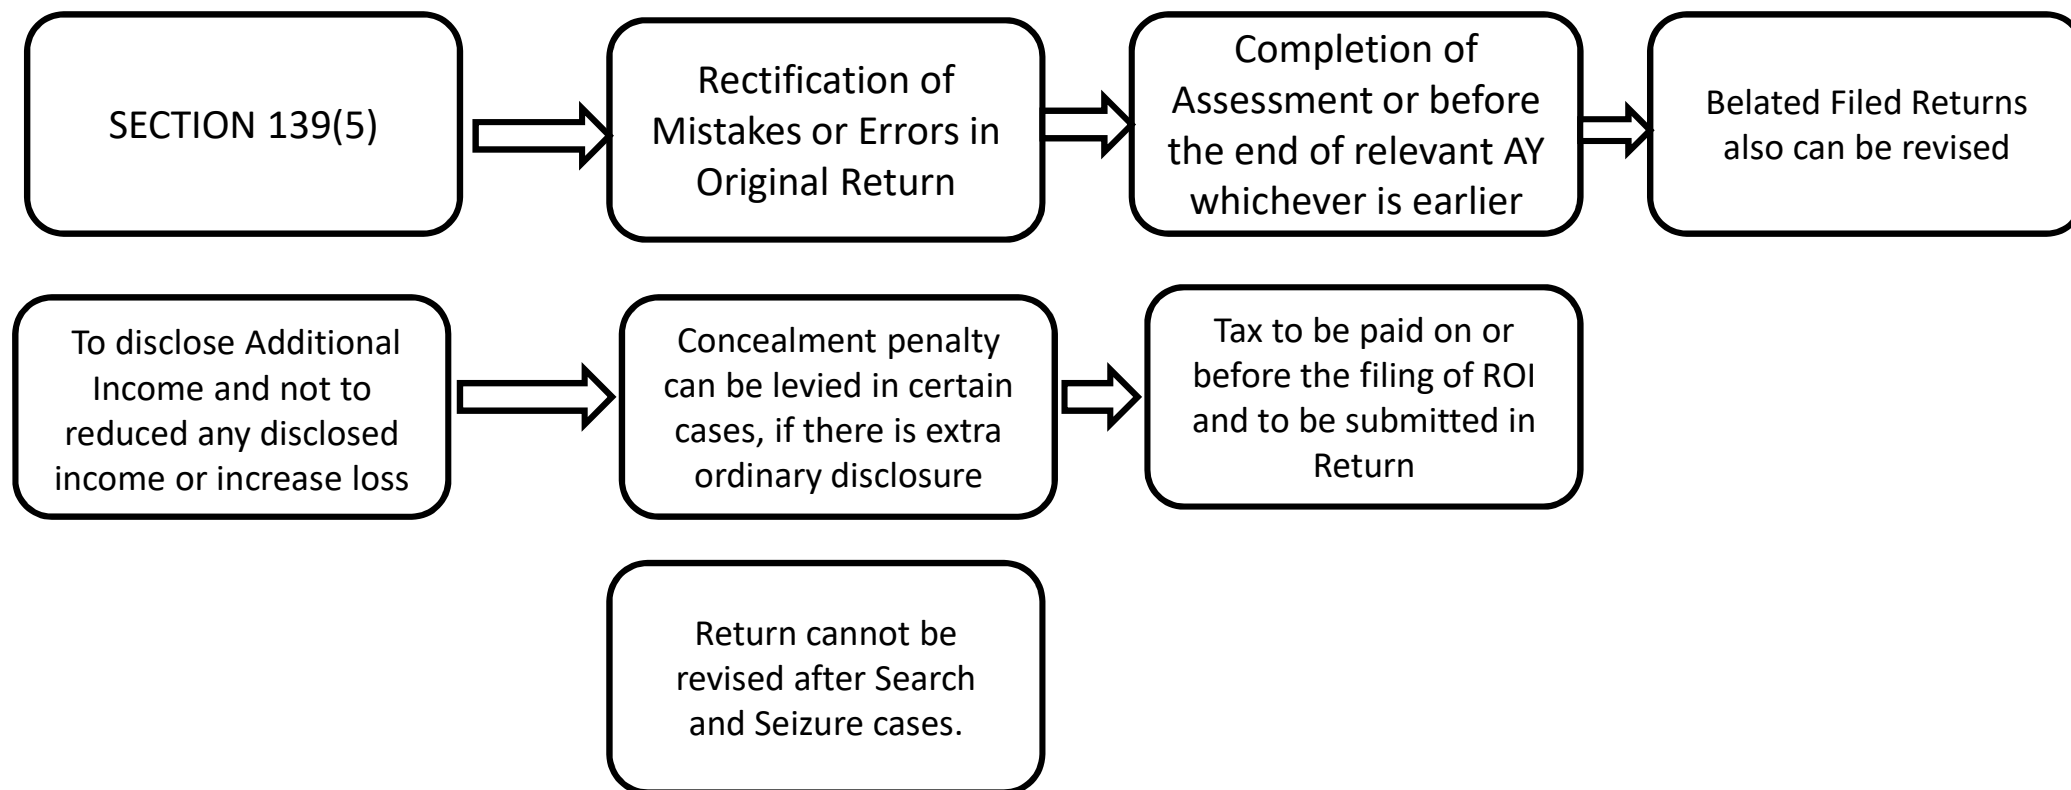 SECTION 139(5)
Rectification of
Mistakes or Errors in
Original Return
Completion of
Assessment or before
the end of relevant AY
whichever is earlier
Belated Filed Returns
also can be revised
To disclose Additional
Income and not to
reduced any disclosed
income or increase loss
Concealment penalty
can be levied in certain
cases, if there is extra
ordinary disclosure
Tax to be paid on or
before the filing of ROI
and to be submitted in
Return
Return cannot be
revised after Search
and Seizure cases.